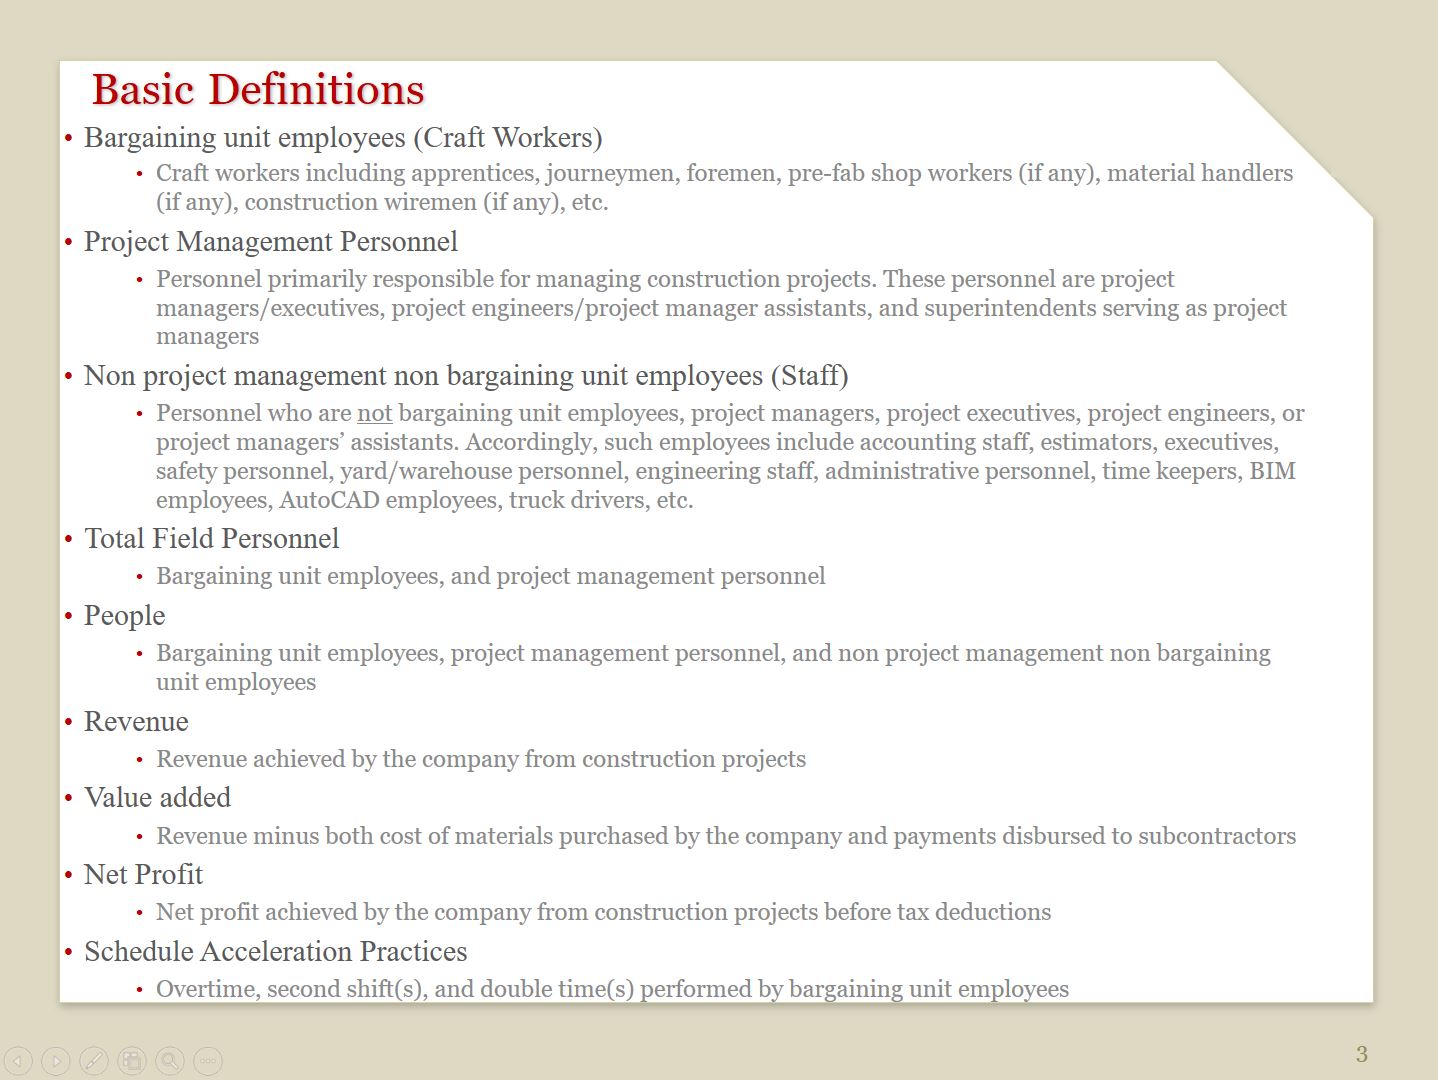 Basic Definitions
• Bargaining unit employees (Craft Workers)
• Craft workers including apprentices, journeymen, foremen, pre-fab shop workers (if any), material handlers
(if any), construction wiremen (if any), etc.
• Project Management Personnel
• Personnel primarily responsible for managing construction projects. These personnel are project
managers/executives, project engineers/project manager assistants, and superintendents serving as project
managers
• Non project management non bargaining unit employees (Staff)
• Personnel who are not bargaining unit employees, project managers, project executives, project engineers, or
project managers’ assistants. Accordingly, such employees include accounting staff, estimators, executives,
safety personnel, yard/warehouse personnel, engineering staff, administrative personnel, time keepers, BIM
employees, AutoCAD employees, truck drivers, etc.
• Total Field Personnel
• Bargaining unit employees, and project management personnel
• People
• Bargaining unit employees, project management personnel, and non project management non bargaining
unit employees
• Revenue
• Revenue achieved by the company from construction projects
• Value added
• Revenue minus both cost of materials purchased by the company and payments disbursed to subcontractors
• Net Profit
• Net profit achieved by the company from construction projects before tax deductions
• Schedule Acceleration Practices
• Overtime, second shift(s), and double time(s) performed by bargaining unit employees
3